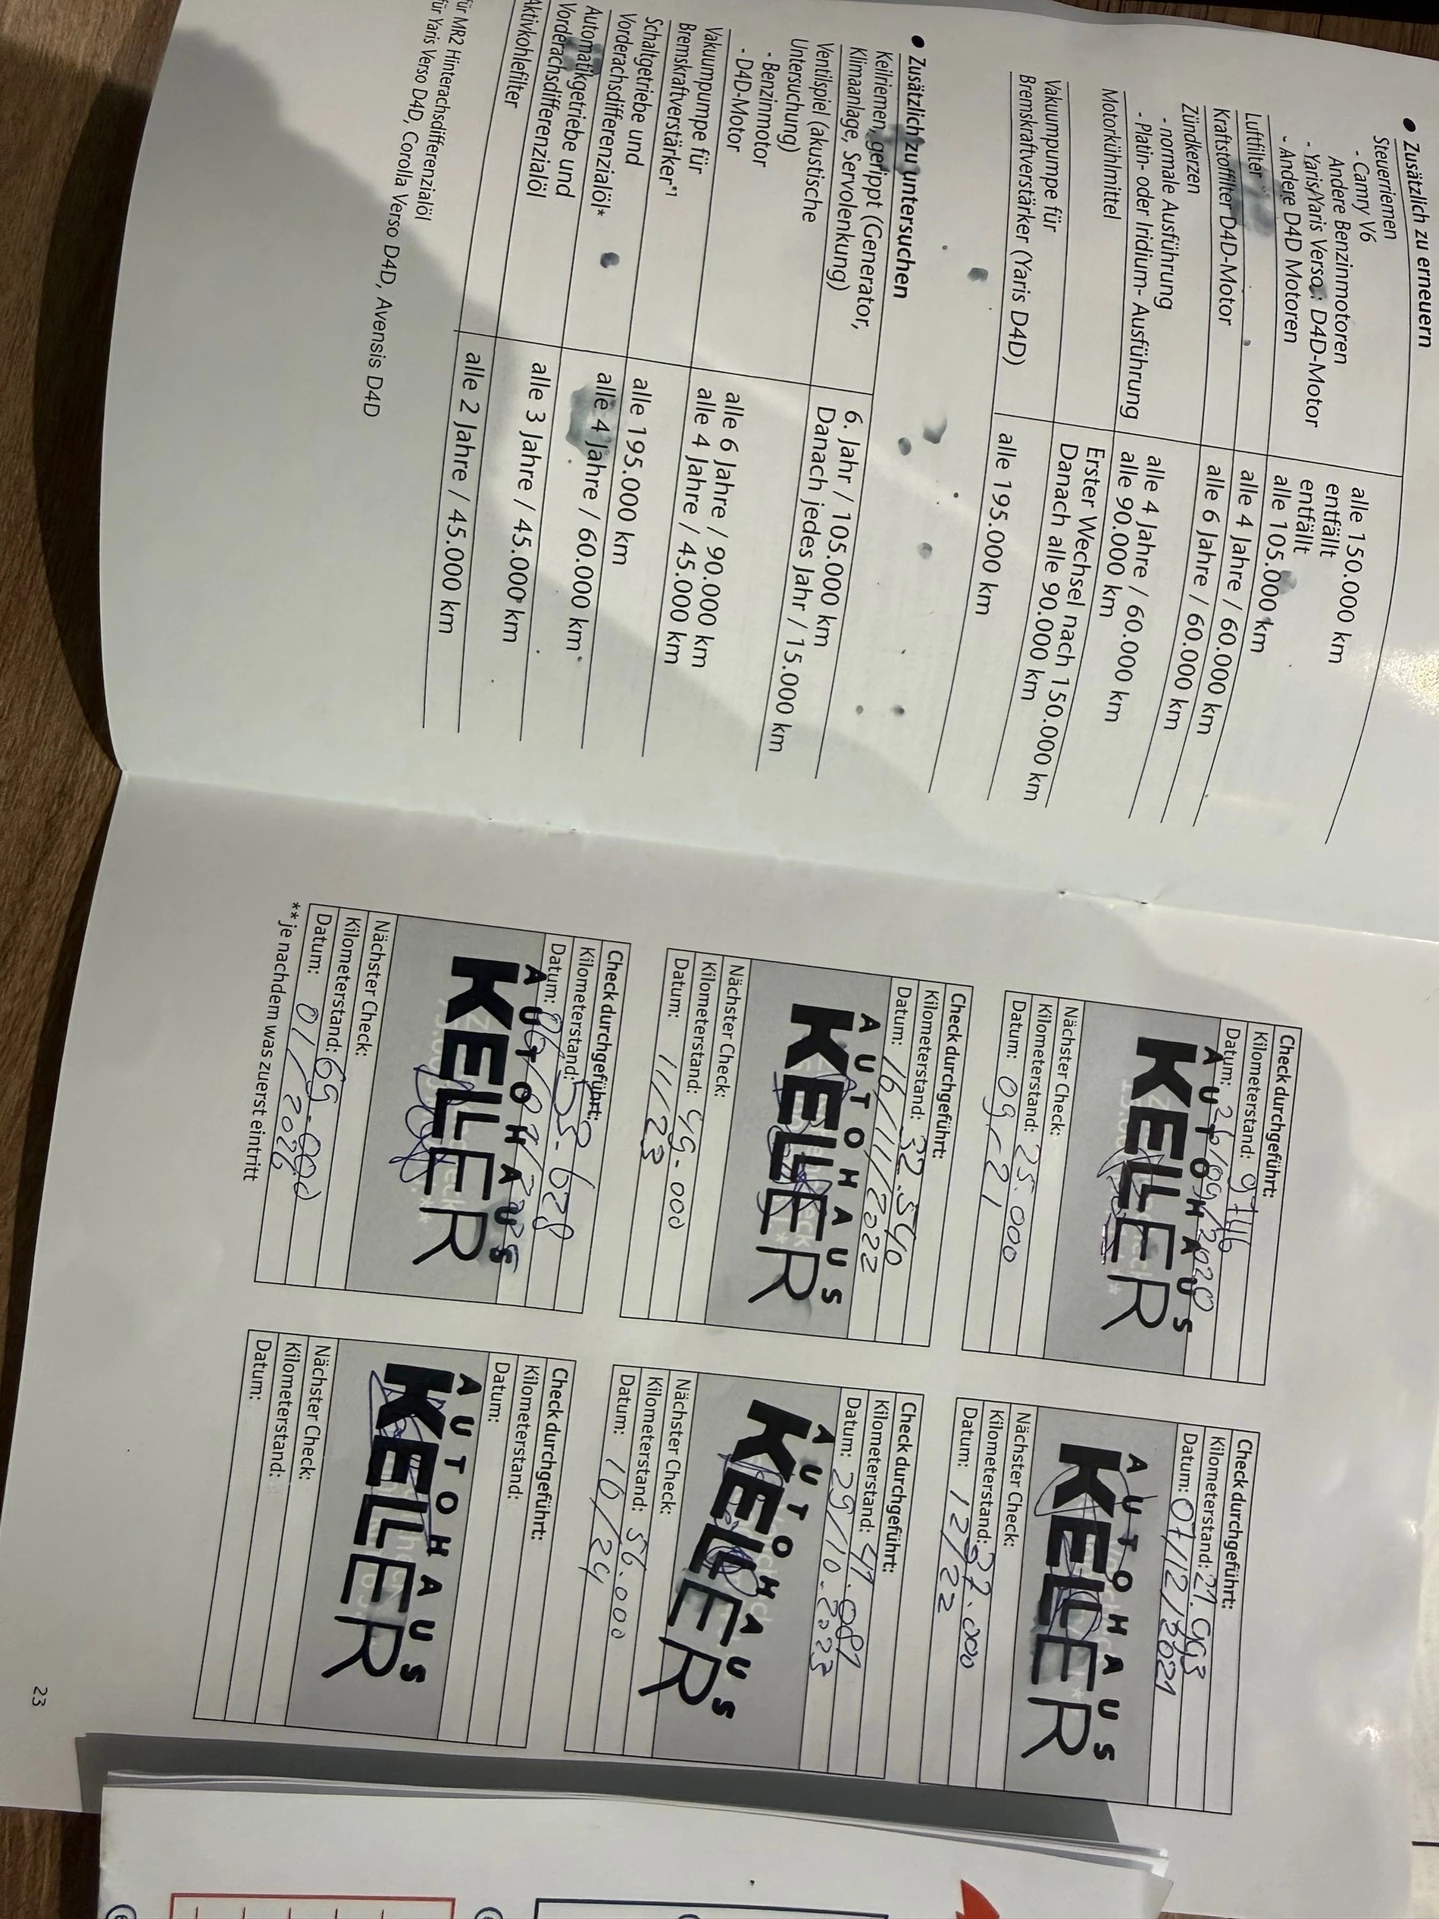 ● Zusätzlich zu erneuern
Steuerriemen
- Camry V6 alle 150.000 km
Andere Benzinmotoren entfällt
- Yaris/Yaris Verso: D4D-Motor entfällt
- Andere D4D Motoren alle 105.000 km
Luftfilter alle 4 Jahre / 60.000 km
Kraftstofffilter D4D-Motor alle 6 Jahre / 60.000 km
Zündkerzen
- normale Ausführung alle 4 Jahre / 60.000 km
- Platin- oder Iridium- Ausführung alle 90.000 km
Motorkühlmittel Erster Wechsel nach 150.000 km
Danach alle 90.000 km
Vakuumpumpe für
Bremskraftverstärker (Yaris D4D) alle 195.000 km
● Zusätzlich zu untersuchen
Keilriemen, gerippt (Generator,
Klimaanlage, Servolenkung) 6. Jahr / 105.000 km
Danach jedes Jahr / 15.000 km
Ventilspiel (akustische
Untersuchung)
- Benzinmotor alle 6 Jahre / 90.000 km
- D4D-Motor alle 4 Jahre / 45.000 km
Vakuumpumpe für
Bremskraftverstärker*¹ alle 195.000 km
Schaltgetriebe und
Vorderachsdifferenzialöl* alle 4 Jahre / 60.000 km
Automatikgetriebe und
Vorderachsdifferenzialöl alle 3 Jahre / 45.000 km
Aktivkohlefilter alle 2 Jahre / 45.000 km
für MR2 Hinterachsdifferenzialöl
für Yaris Verso D4D, Corolla Verso D4D, Avensis D4D
Check durchgeführt:
Kilometerstand: 9746
Datum: 26/09/2020
AUTOHAUS
KELLER
Nächster Check:
Kilometerstand: 25.000
Datum: 09/21
Check durchgeführt:
Kilometerstand: 21.993
Datum: 07/12/2021
AUTOHAUS
KELLER
Nächster Check:
Kilometerstand: 37.000
Datum: 12/22
Check durchgeführt:
Kilometerstand: 32.540
Datum: 16/11/2022
AUTOHAUS
KELLER
Nächster Check:
Kilometerstand: 49.000
Datum: 11/23
Check durchgeführt:
Kilometerstand: 41.081
Datum: 29/10.2023
AUTOHAUS
KELLER
Nächster Check:
Kilometerstand: 56.000
Datum: 10/24
Check durchgeführt:
Kilometerstand: 53.628
Datum:
AUTOHAUS
KELLER
Nächster Check:
Kilometerstand: 69.000
Datum: 01/2026
Check durchgeführt:
Kilometerstand:
Datum:
AUTOHAUS
KELLER
Nächster Check:
Kilometerstand:
Datum:
** je nachdem was zuerst eintritt
23